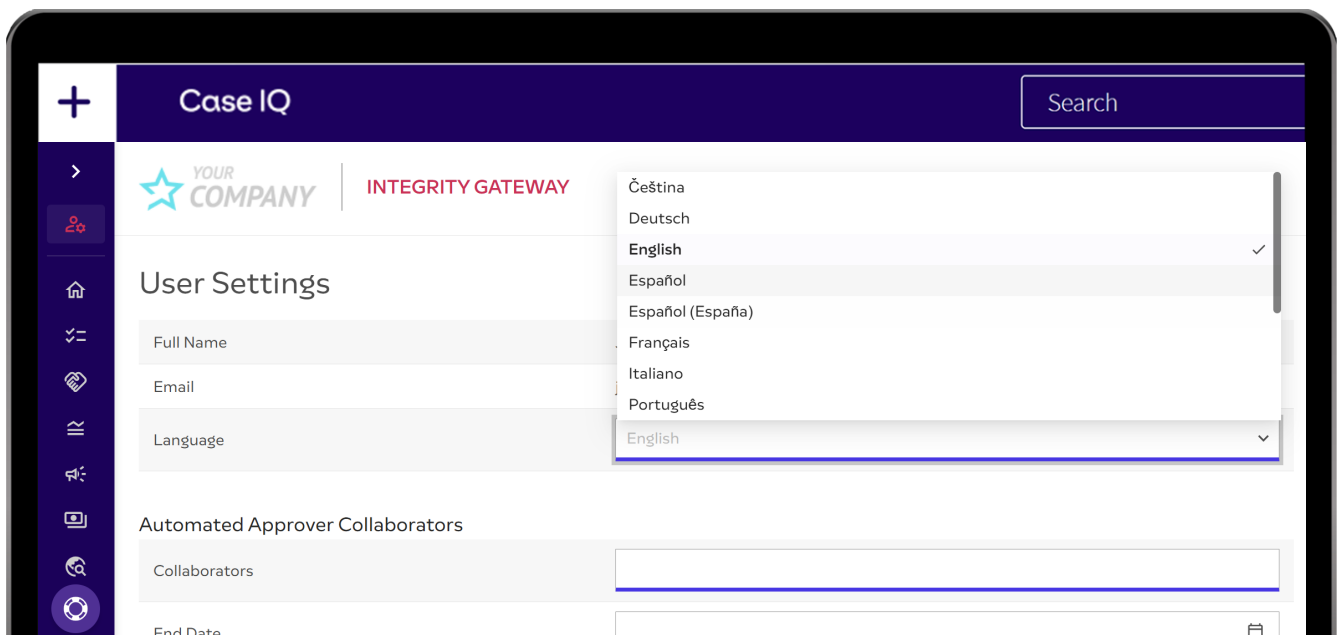 Case IQ
Search
YOUR
COMPANY
INTEGRITY GATEWAY
User Settings
Full Name
Email
Language
Čeština
Deutsch
English
Español
Español (España)
Français
Italiano
Português
English
Automated Approver Collaborators
Collaborators
End Date